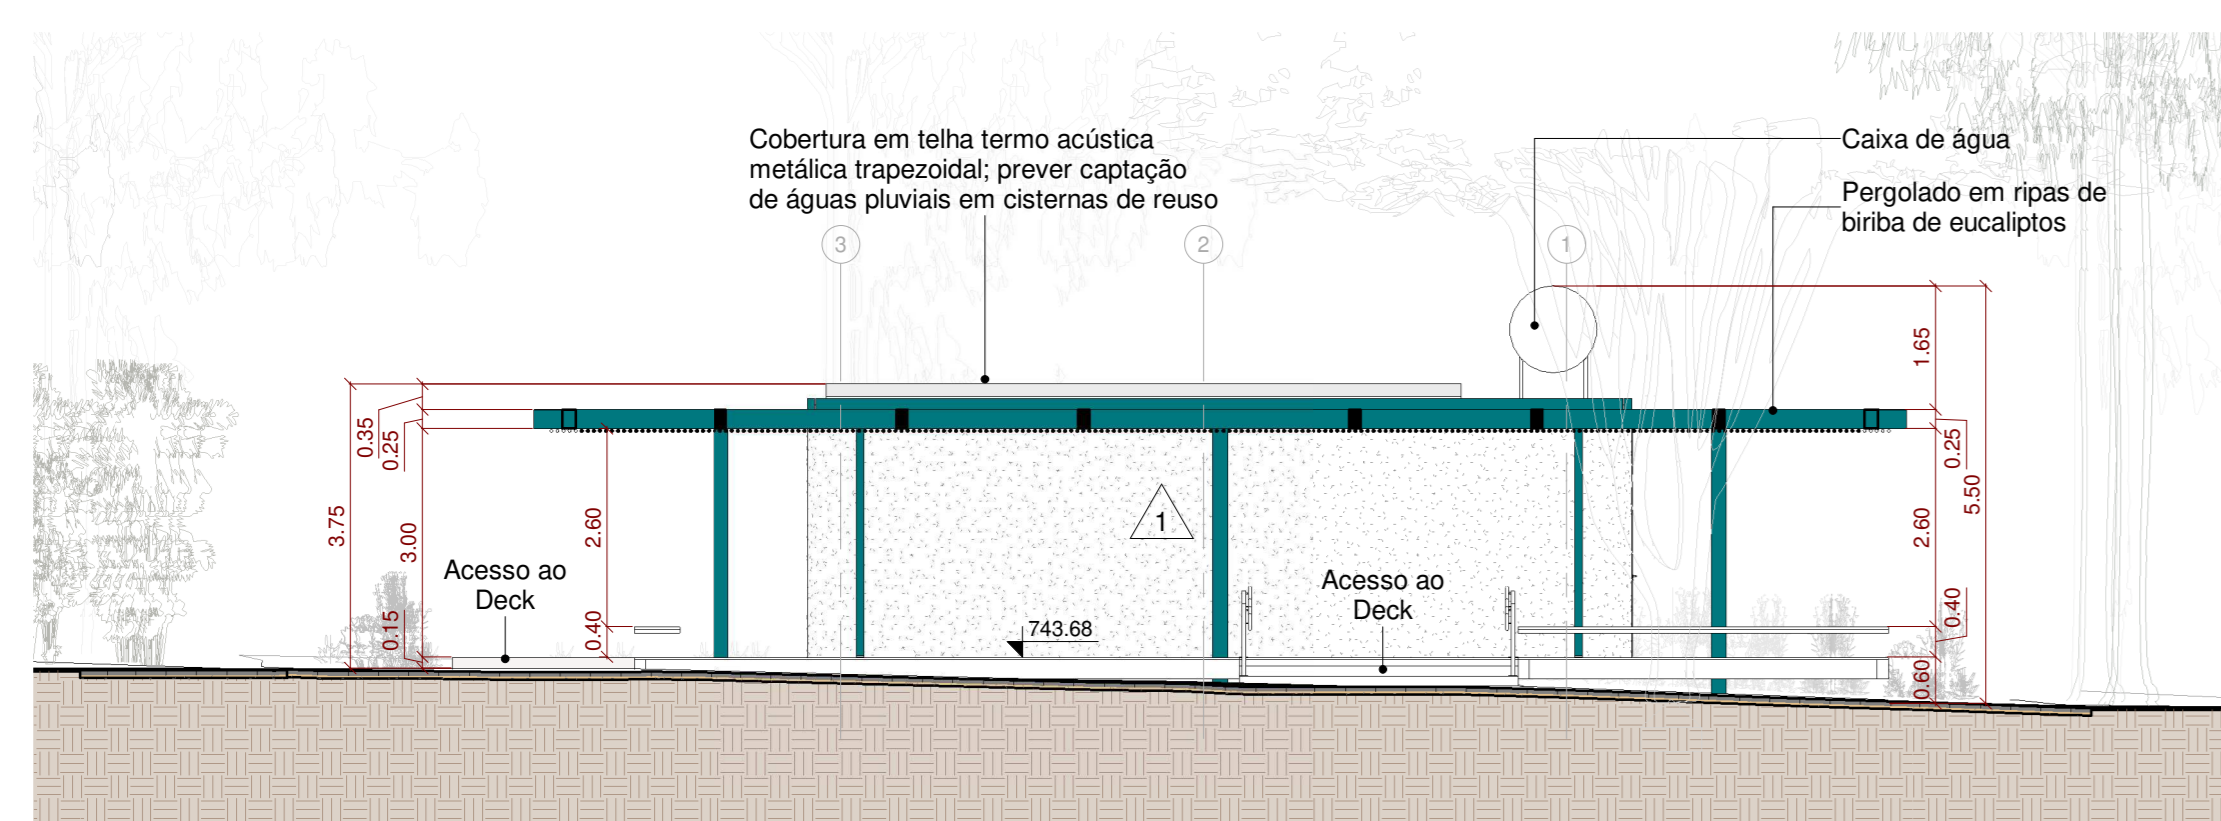 Cobertura em telha termo acústica
metálica trapezoidal; prever captação
de águas pluviais em cisternas de reuso
Caixa de água
Pergolado em ripas de
biriba de eucaliptos
3
2
1
3.75
0.35
0.25
3.00
0.15
2.60
0.40
Acesso ao
Deck
1
743.68
Acesso ao
Deck
1.65
0.25
5.50
2.60
0.40
0.60